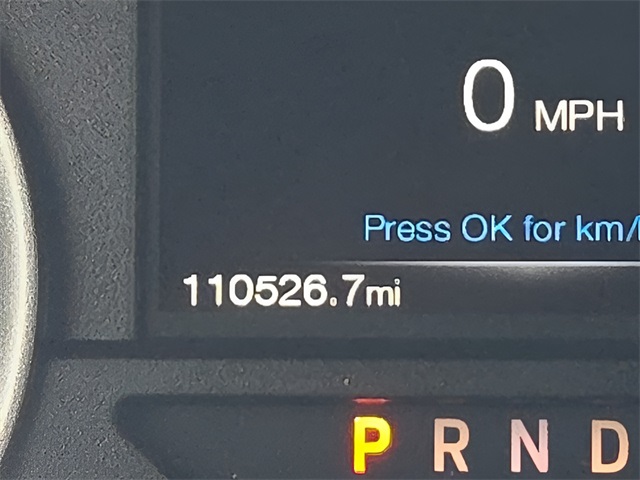 0 MPH
Press OK for km/
110526.7mi
P R N D